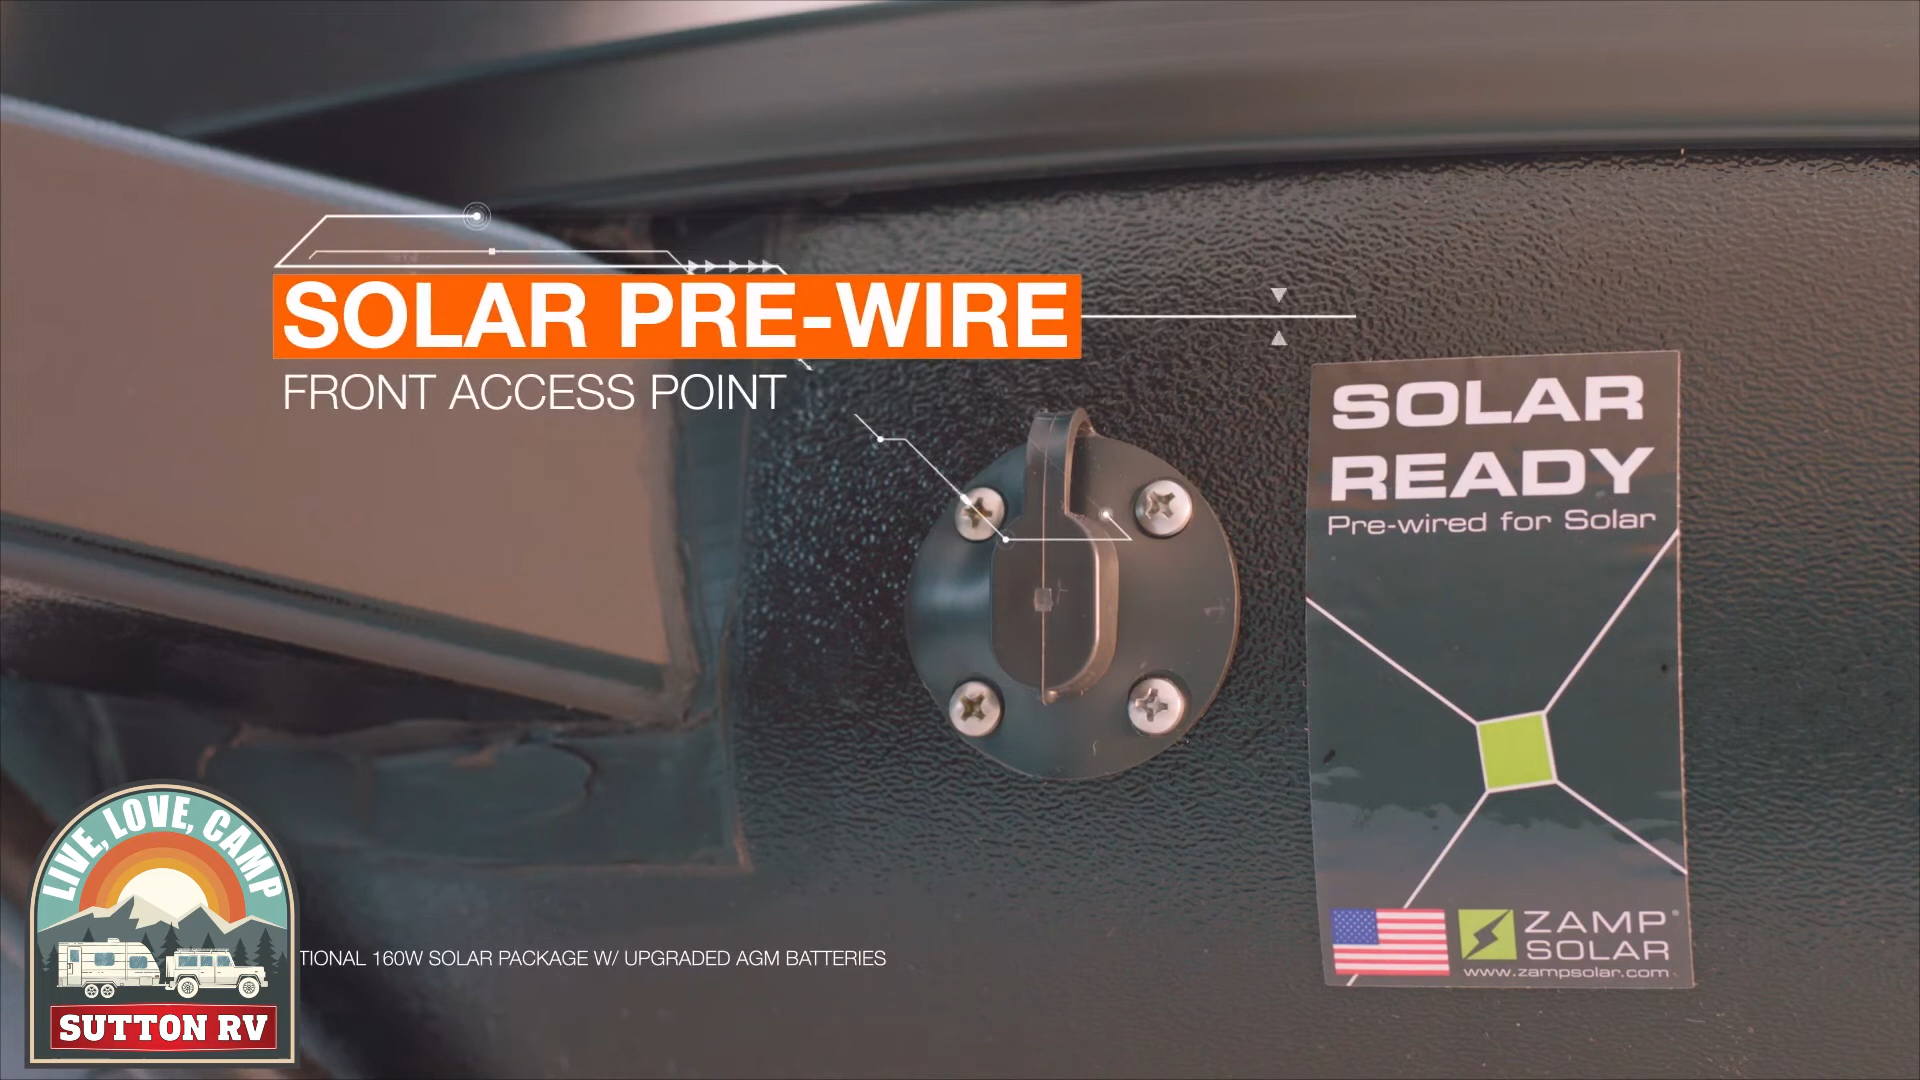 SOLAR PRE-WIRE
FRONT ACCESS POINT
SOLAR
READY
Pre-wired for Solar
ZAMP
SOLAR
www.zampsolar.com
LIVE, LOVE, CAMP
SUTTON RV
160W SOLAR PACKAGE W/ UPGRADED AGM BATTERIES